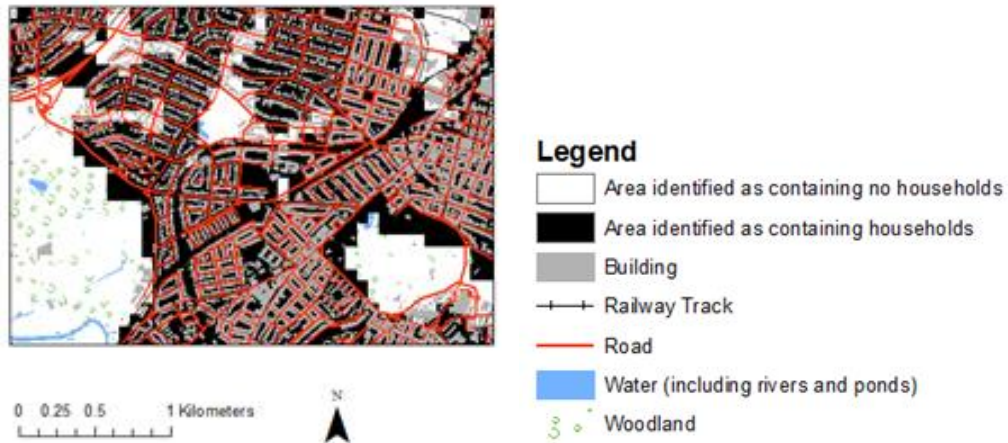 Legend
Area identified as containing no households
Area identified as containing households
Building
Railway Track
Road
Water (including rivers and ponds)
Woodland
0 0.25 0.5 1 Kilometers
N